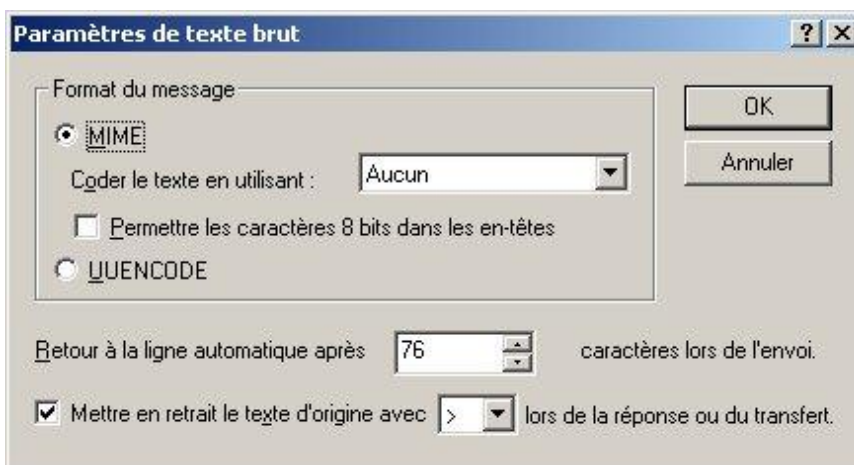 Paramètres de texte brut
Format du message
MIME
Coder le texte en utilisant : Aucun
Permettre les caractères 8 bits dans les en-têtes
UUENCODE
OK
Annuler
Retour à la ligne automatique après 76 caractères lors de l'envoi.
Mettre en retrait le texte d'origine avec > lors de la réponse ou du transfert.